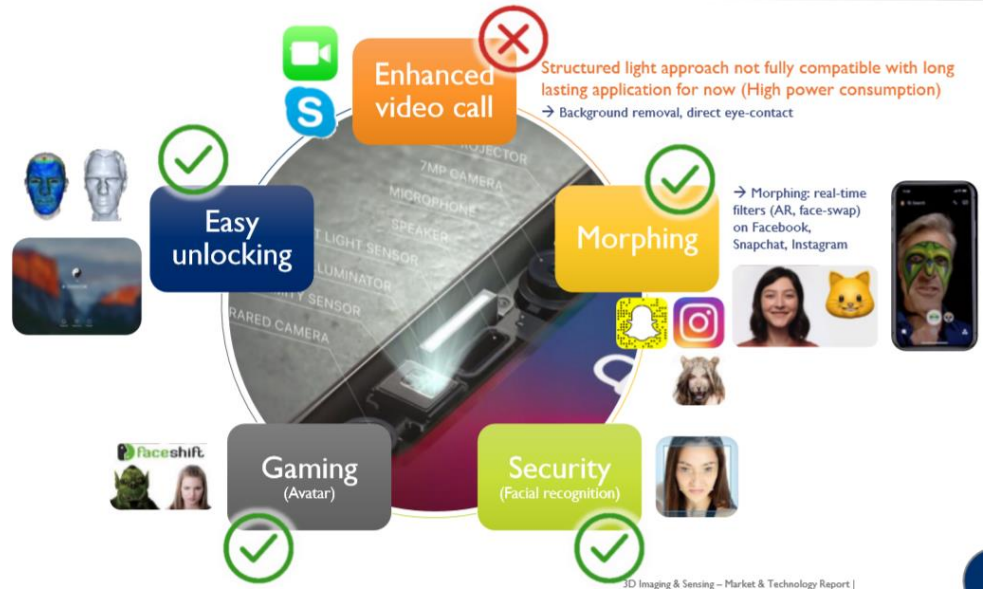 Enhanced
video call
Structured light approach not fully compatible with long
lasting application for now (High power consumption)
→ Background removal, direct eye-contact
Easy
unlocking
PROJECTOR
7MP CAMERA
MICROPHONE
SPEAKER
T LIGHT SENSOR
LUMINATOR
ITY SENSOR
RARED CAMERA
Morphing
→ Morphing: real-time
filters (AR, face-swap)
on Facebook,
Snapchat, Instagram
faceshift
Gaming
(Avatar)
Security
(Facial recognition)
3D Imaging & Sensing – Market & Technology Report |